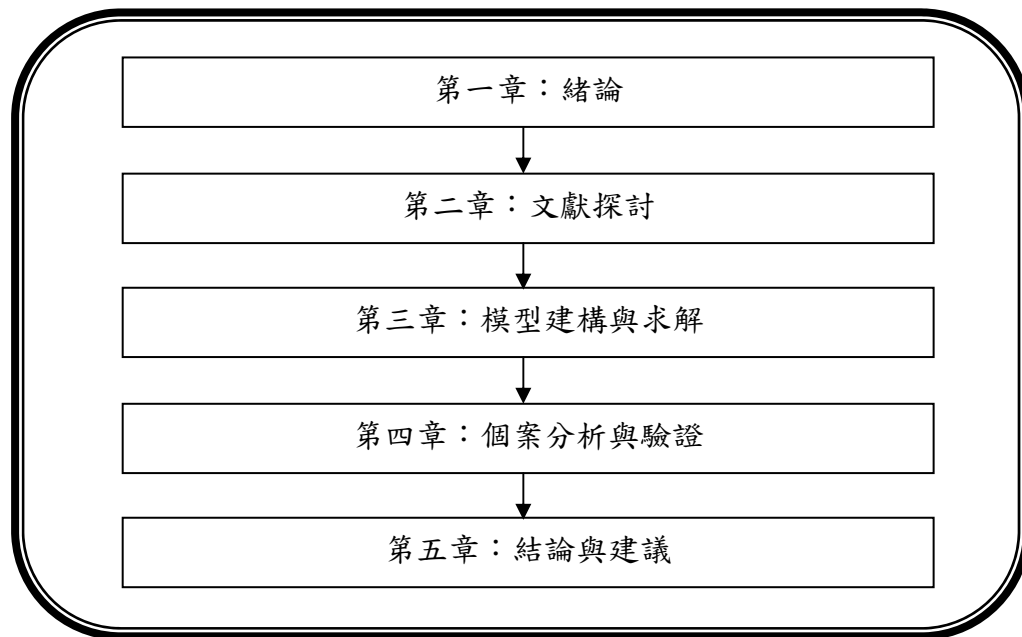 第一章：緒論
第二章：文獻探討
第三章：模型建構與求解
第四章：個案分析與驗證
第五章：結論與建議